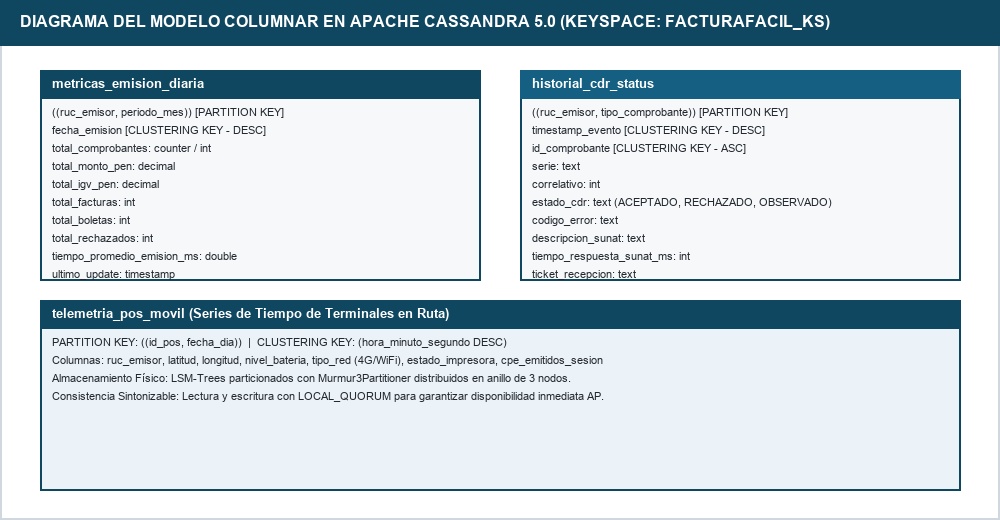 DIAGRAMA DEL MODELO COLUMNAR EN APACHE CASSANDRA 5.0 (KEYSPACE: FACTURAFACIL_KS)
metricas_emision_diaria
((ruc_emisor, periodo_mes)) [PARTITION KEY]
fecha_emision [CLUSTERING KEY - DESC]
total_comprobantes: counter / int
total_monto_pen: decimal
total_igv_pen: decimal
total_facturas: int
total_boletas: int
total_rechazados: int
tiempo_promedio_emision_ms: double
ultimo_update: timestamp
historial_cdr_status
((ruc_emisor, tipo_comprobante)) [PARTITION KEY]
timestamp_evento [CLUSTERING KEY - DESC]
id_comprobante [CLUSTERING KEY - ASC]
serie: text
correlativo: int
estado_cdr: text (ACEPTADO, RECHAZADO, OBSERVADO)
codigo_error: text
descripcion_sunat: text
tiempo_respuesta_sunat_ms: int
ticket_recepcion: text
telemetria_pos_movil (Series de Tiempo de Terminales en Ruta)
PARTITION KEY: ((id_pos, fecha_dia)) | CLUSTERING KEY: (hora_minuto_segundo DESC)
Columnas: ruc_emisor, latitud, longitud, nivel_bateria, tipo_red (4G/WiFi), estado_impresora, cpe_emitidos_sesion
Almacenamiento Físico: LSM-Trees particionados con Murmur3Partitioner distribuidos en anillo de 3 nodos.
Consistencia Sintonizable: Lectura y escritura con LOCAL_QUORUM para garantizar disponibilidad inmediata AP.